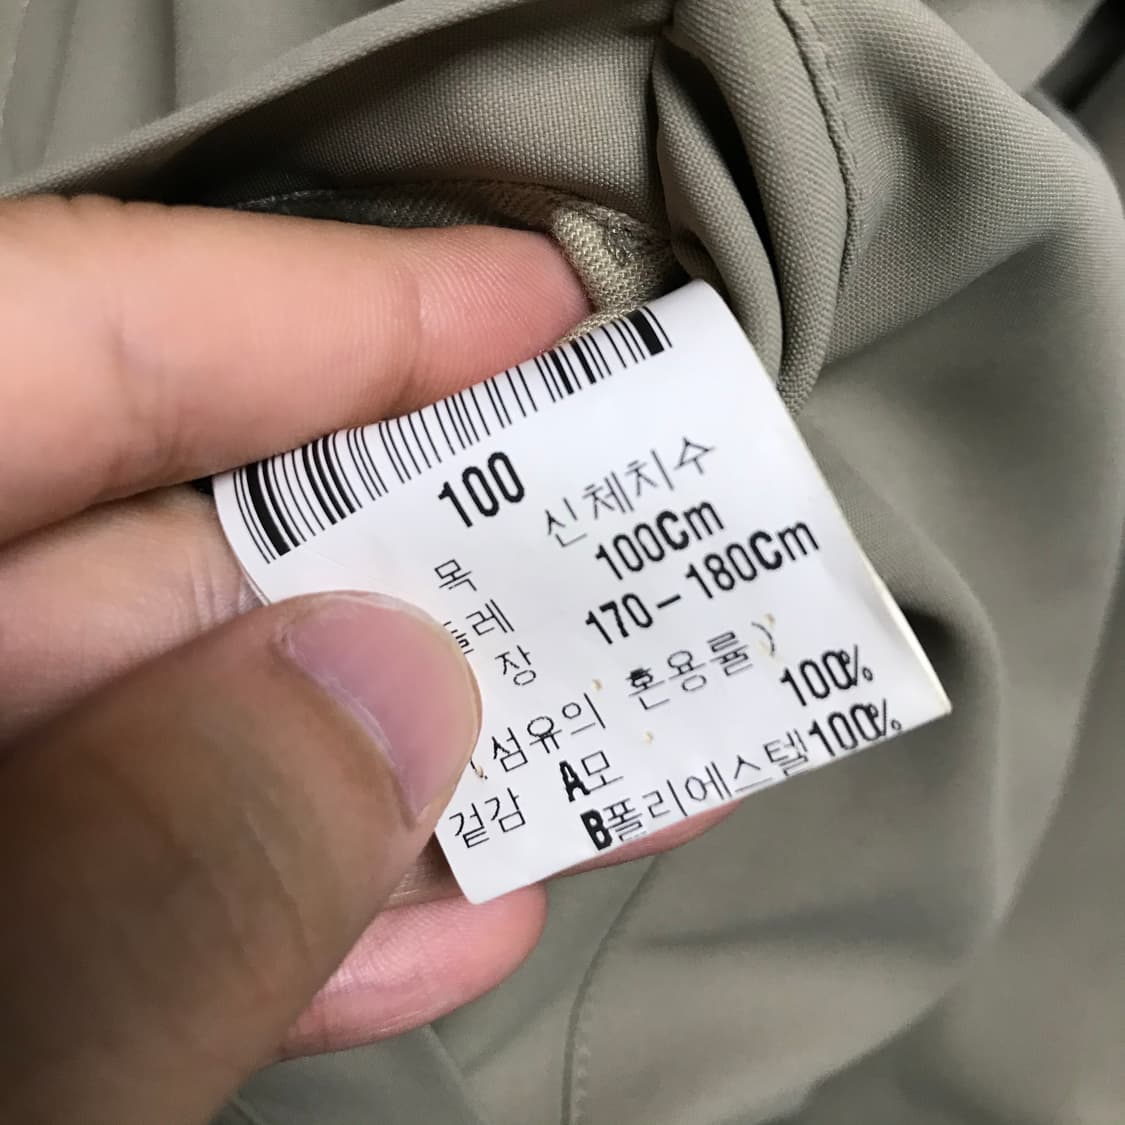 100 신체치수
목 100Cm
둘레 170-180Cm
장
(섬유의 혼용률)
겉감 A모 100%
B폴리에스텔100%